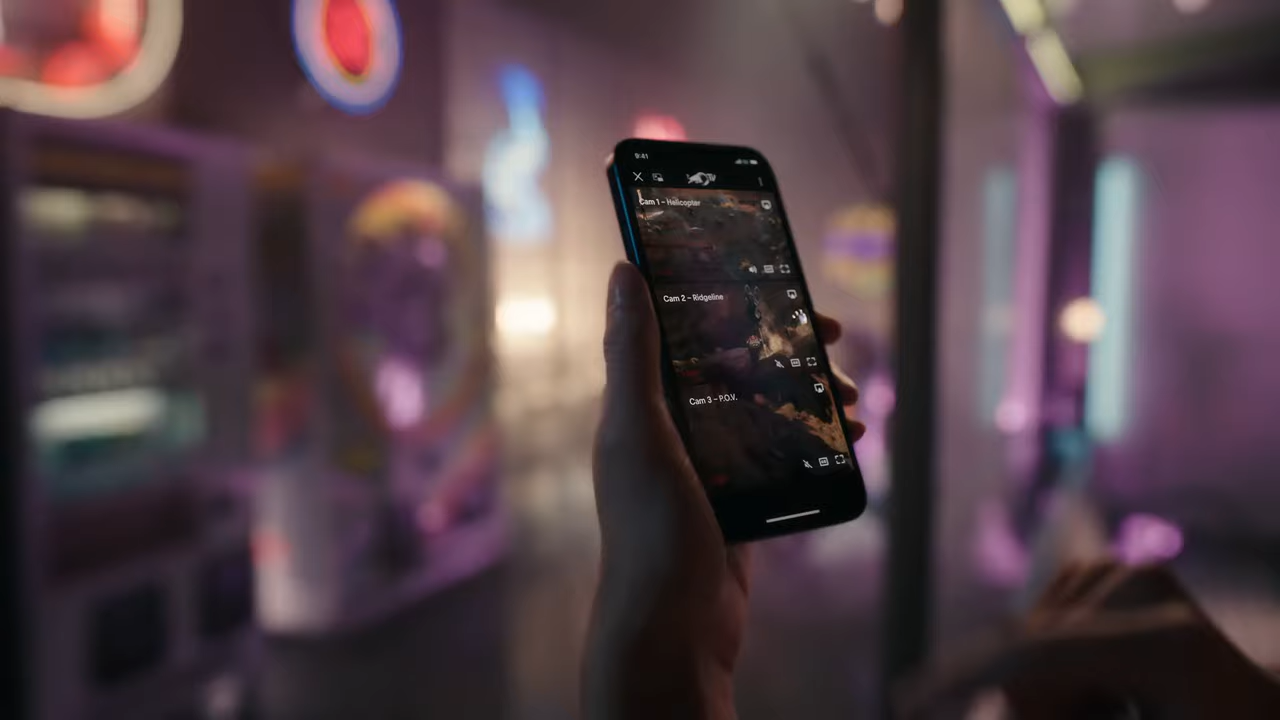 9:41
Cam 1 – Helicopter
Cam 2 – Ridgeline
Cam 3 – P.O.V.